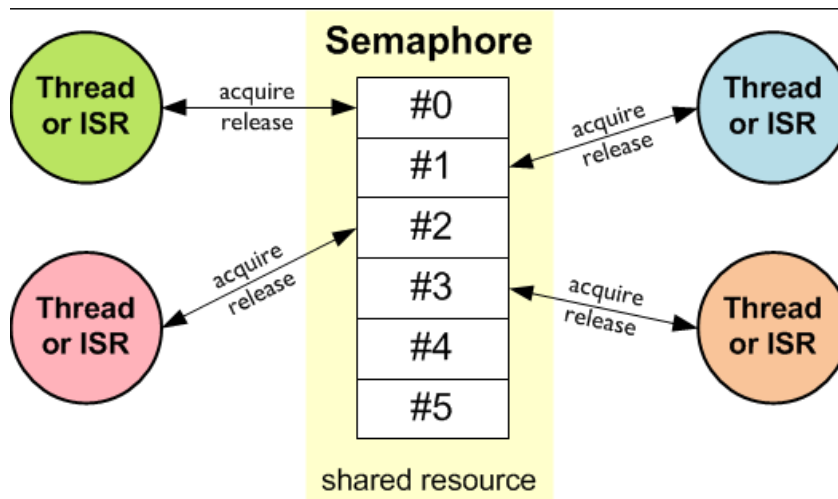 Semaphore
Thread
or ISR
acquire
release
#0
#1
#2
#3
#4
#5
acquire
release
Thread
or ISR
Thread
or ISR
acquire
release
acquire
release
Thread
or ISR
shared resource